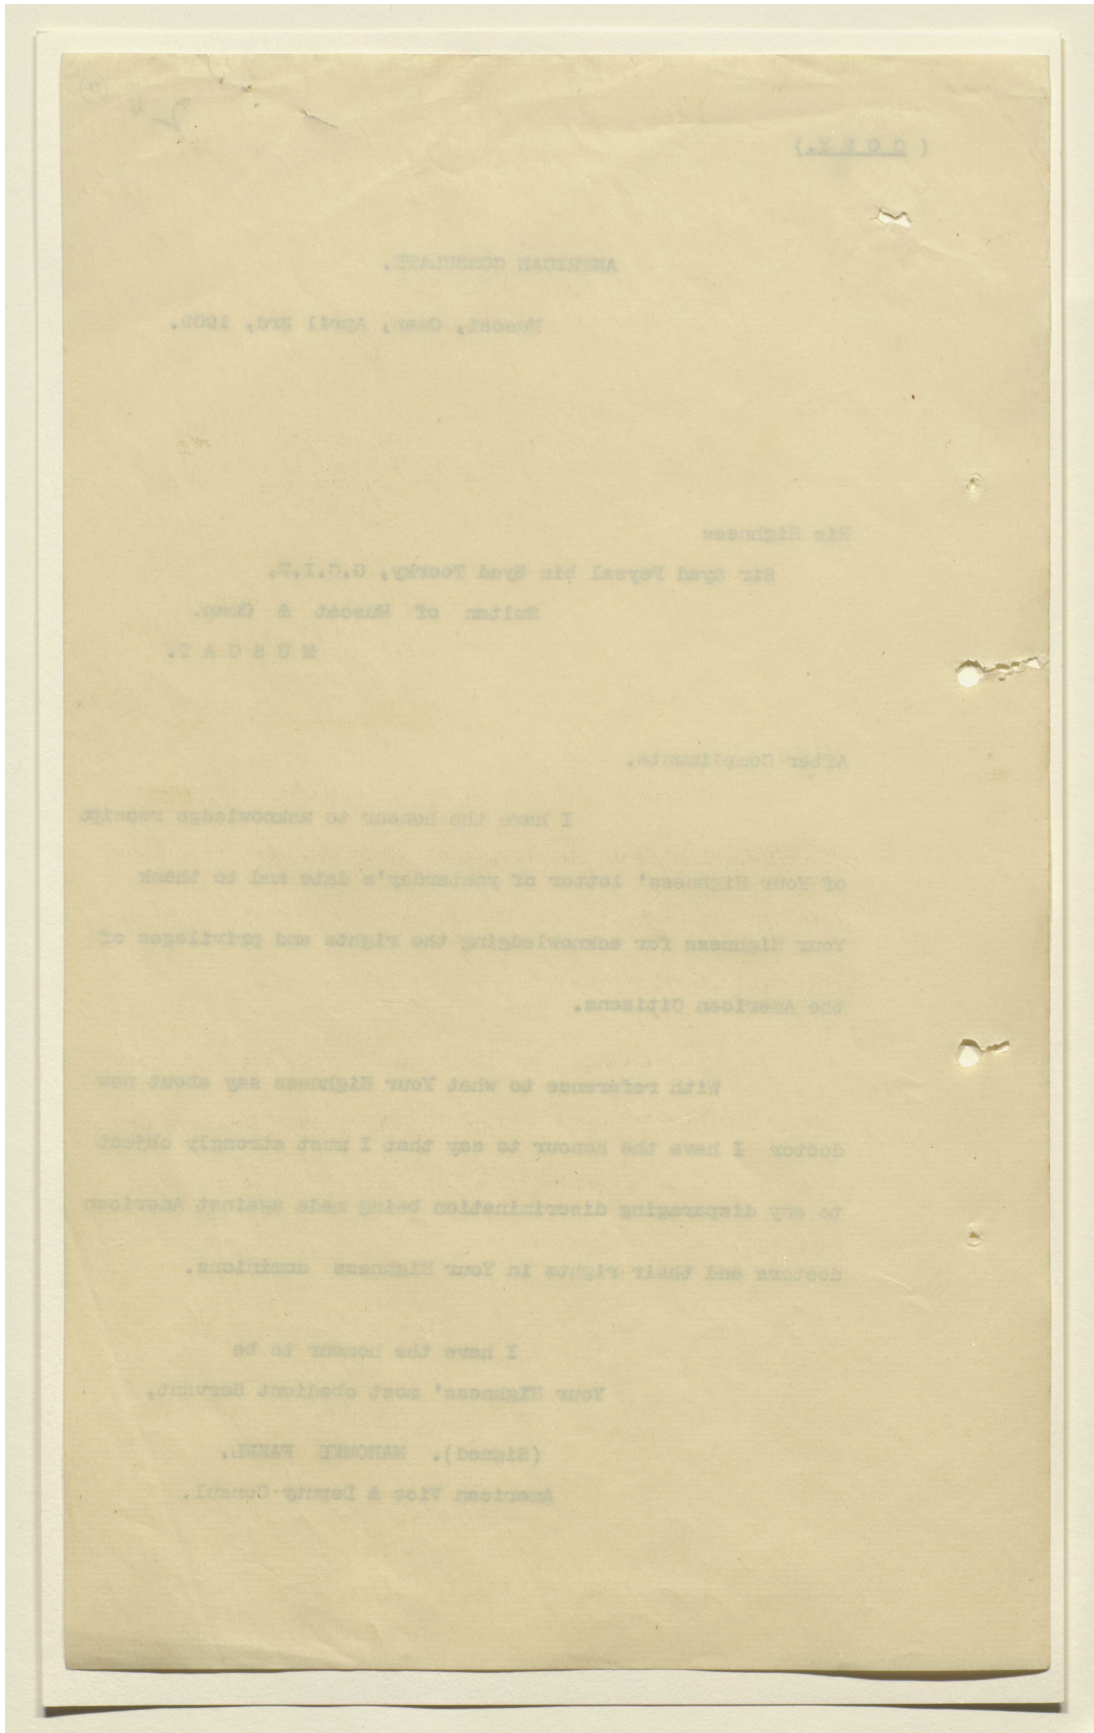 ( C O P Y.)
AMERICAN CONSULATE.
Muscat, Oman, April 3rd, 1909.
His Highness
Sir Syed Feysal bin Syed Toorky, G.C.I.E.
Sultan of Muscat & Oman.
M U S C A T.
After Compliments.
I have the honour to acknowledge receipt
of Your Highness' letter of yesterday's date and to thank
Your Highness for acknowledging the rights and privileges of
the American Citizens.
With reference to what Your Highness say about new
doctor I have the honour to say that I must strongly object
to any disparaging discrimination being made against American
doctors and their rights in Your Highness dominions.
I have the honour to be
Your Highness' most obedient Servant,
(Signed). MAHOMED FAZEL.
American Vice & Deputy Consul.